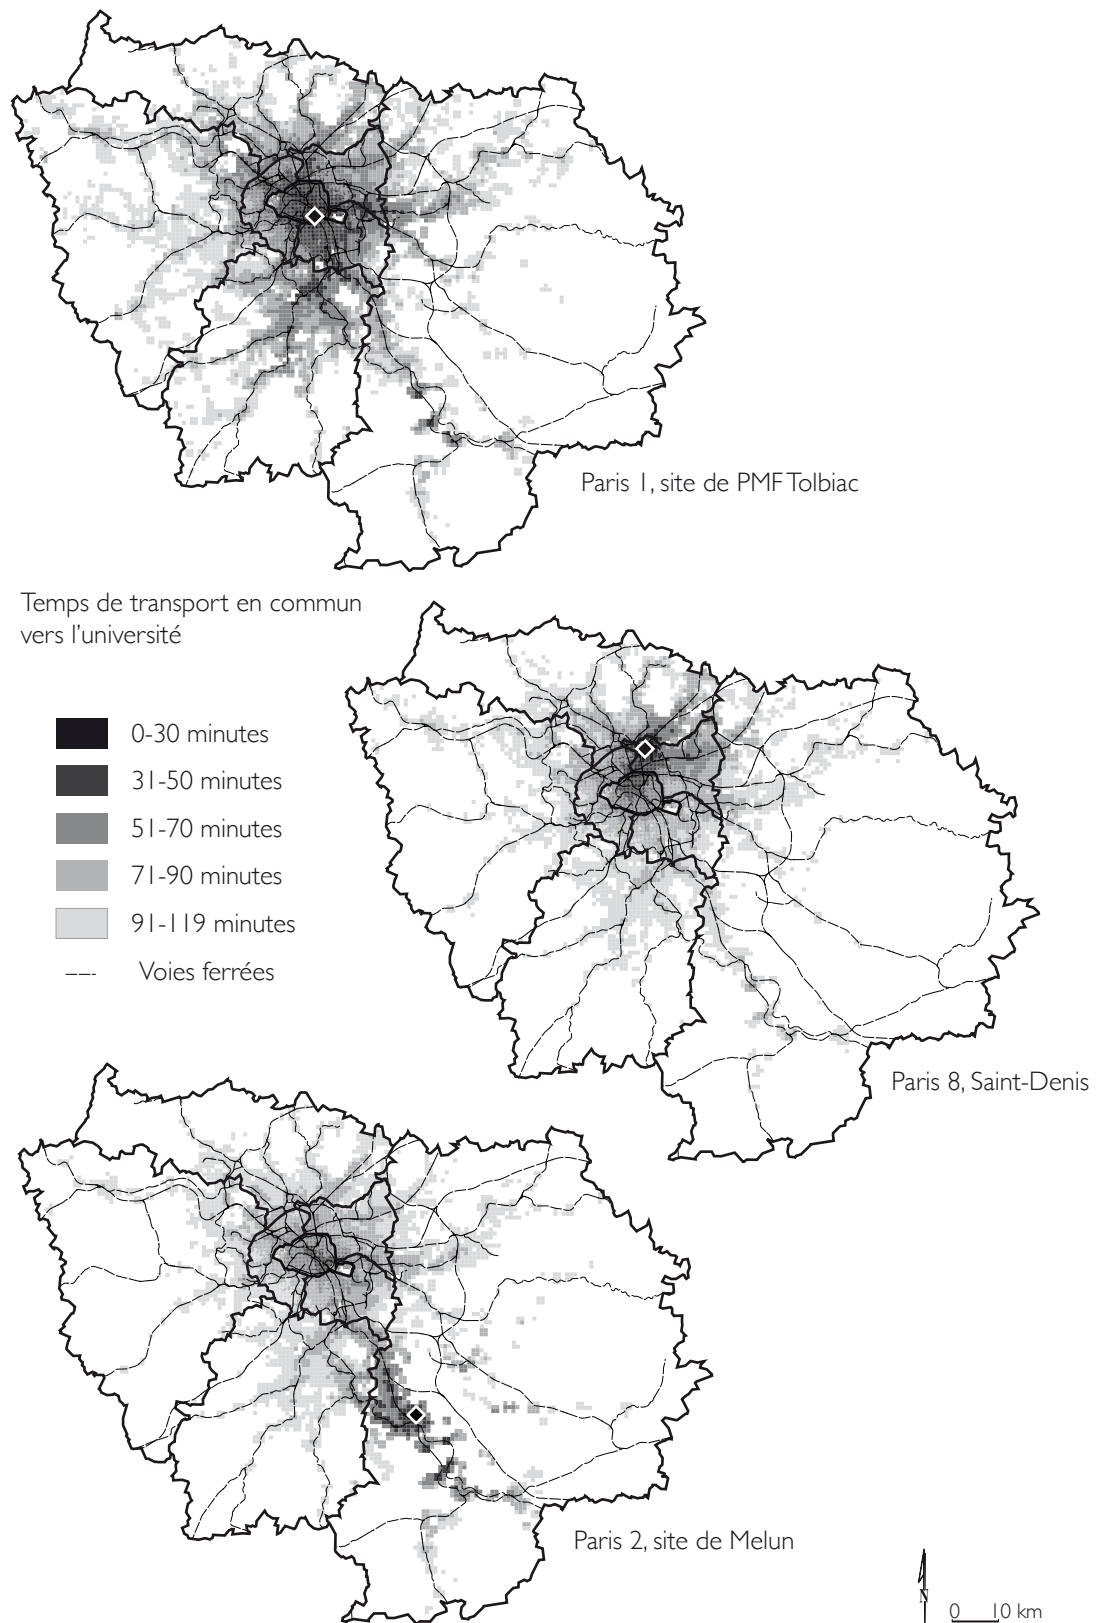 Paris 1, site de PMF Tolbiac
Temps de transport en commun
vers l'université
0-30 minutes
31-50 minutes
51-70 minutes
71-90 minutes
91-119 minutes
Voies ferrées
Paris 8, Saint-Denis
Paris 2, site de Melun
N
0 10 km